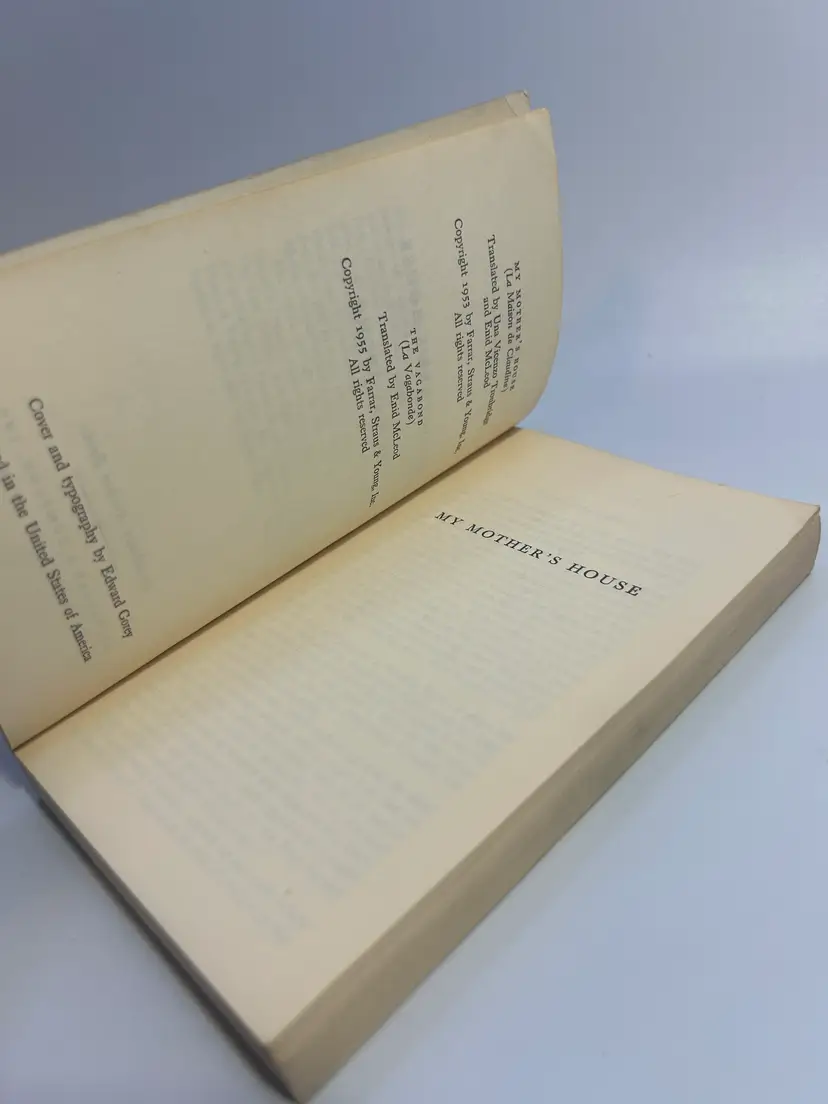 MY MOTHER'S HOUSE
(La Maison de Claudine)
Translated by Una Vicenzo Troubridge
and Enid McLeod
Copyright 1953 by Farrar, Straus & Young, Inc.
All rights reserved
THE VAGABOND
(La Vagabonde)
Translated by Enid McLeod
Copyright 1955 by Farrar, Straus & Young, Inc.
All rights reserved
Cover and typography by Edward Gorey
in the United States of America
MY MOTHER'S HOUSE